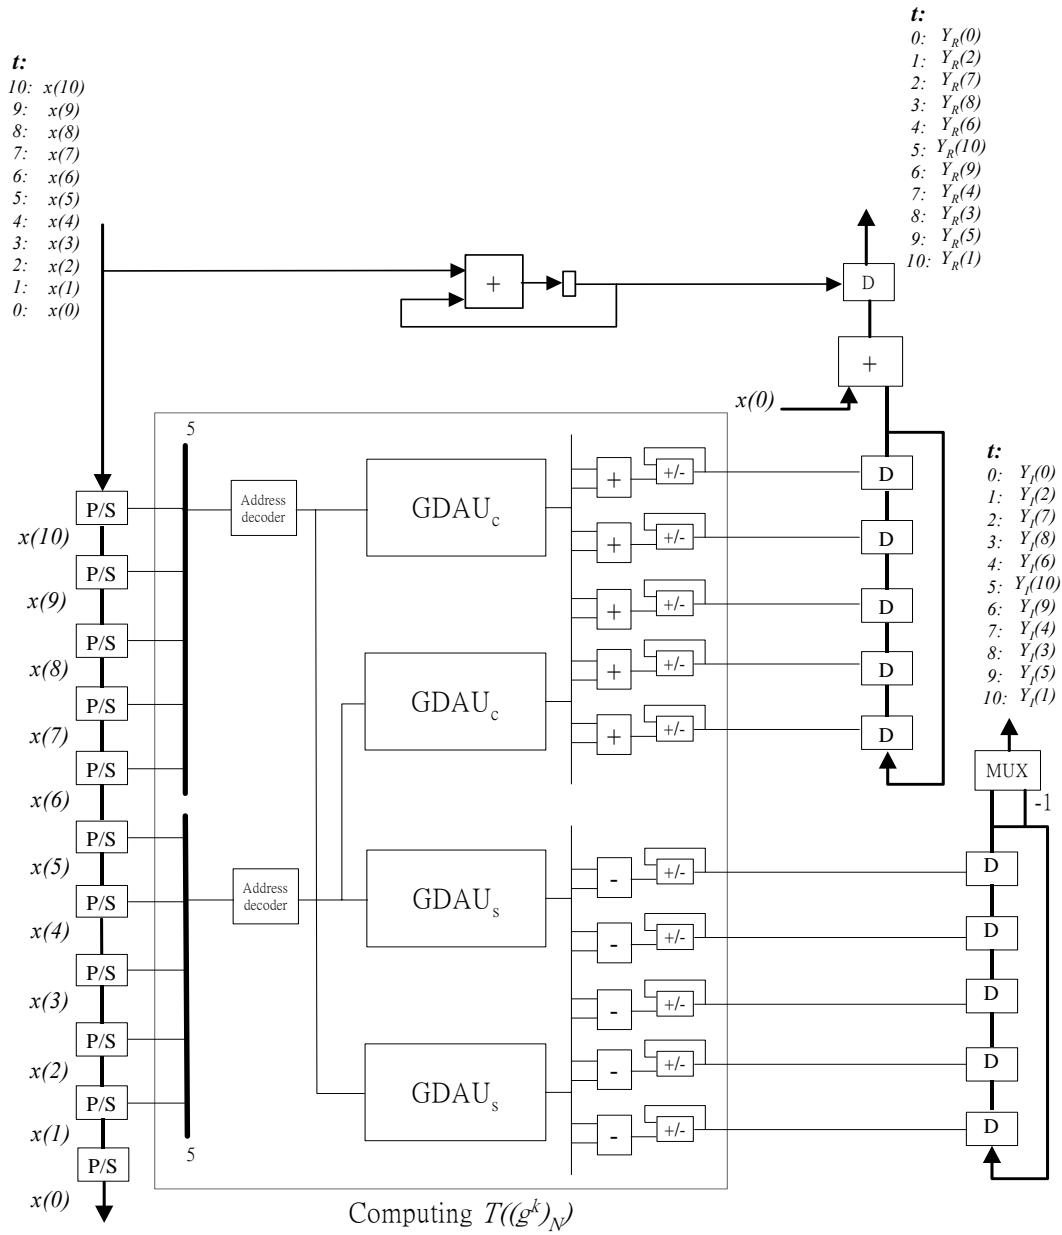 t:
10: x(10)
9: x(9)
8: x(8)
7: x(7)
6: x(6)
5: x(5)
4: x(4)
3: x(3)
2: x(2)
1: x(1)
0: x(0)
t:
0: Y_R(0)
1: Y_R(2)
2: Y_R(7)
3: Y_R(8)
4: Y_R(6)
5: Y_R(10)
6: Y_R(9)
7: Y_R(4)
8: Y_R(3)
9: Y_R(5)
10: Y_R(1)
+
D
+
x(0)
5
P/S
x(10)
P/S
x(9)
P/S
x(8)
P/S
x(7)
P/S
x(6)
P/S
x(5)
P/S
x(4)
P/S
x(3)
P/S
x(2)
P/S
x(1)
P/S
x(0)
5
Address
decoder
Address
decoder
GDAU_c
GDAU_c
GDAU_s
GDAU_s
+ +/- D
+ +/- D
+ +/- D
+ +/- D
+ +/- D
- +/- D
- +/- D
- +/- D
- +/- D
- +/- D
t:
0: Y_I(0)
1: Y_I(2)
2: Y_I(7)
3: Y_I(8)
4: Y_I(6)
5: Y_I(10)
6: Y_I(9)
7: Y_I(4)
8: Y_I(3)
9: Y_I(5)
10: Y_I(1)
MUX
-1
Computing T((g^k)_N)